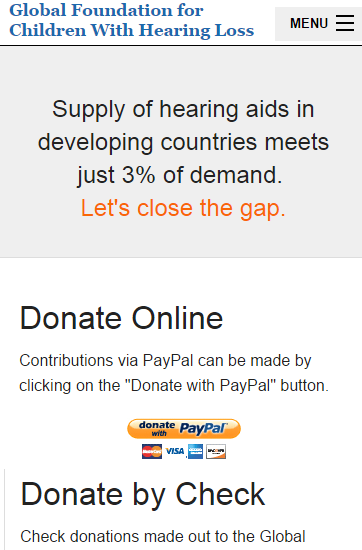 Global Foundation for
Children With Hearing Loss
MENU
Supply of hearing aids in
developing countries meets
just 3% of demand.
Let's close the gap.
Donate Online
Contributions via PayPal can be made by
clicking on the "Donate with PayPal" button.
donate
with PayPal
VISA
Donate by Check
Check donations made out to the Global